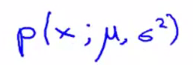 p(x; μ, σ²)